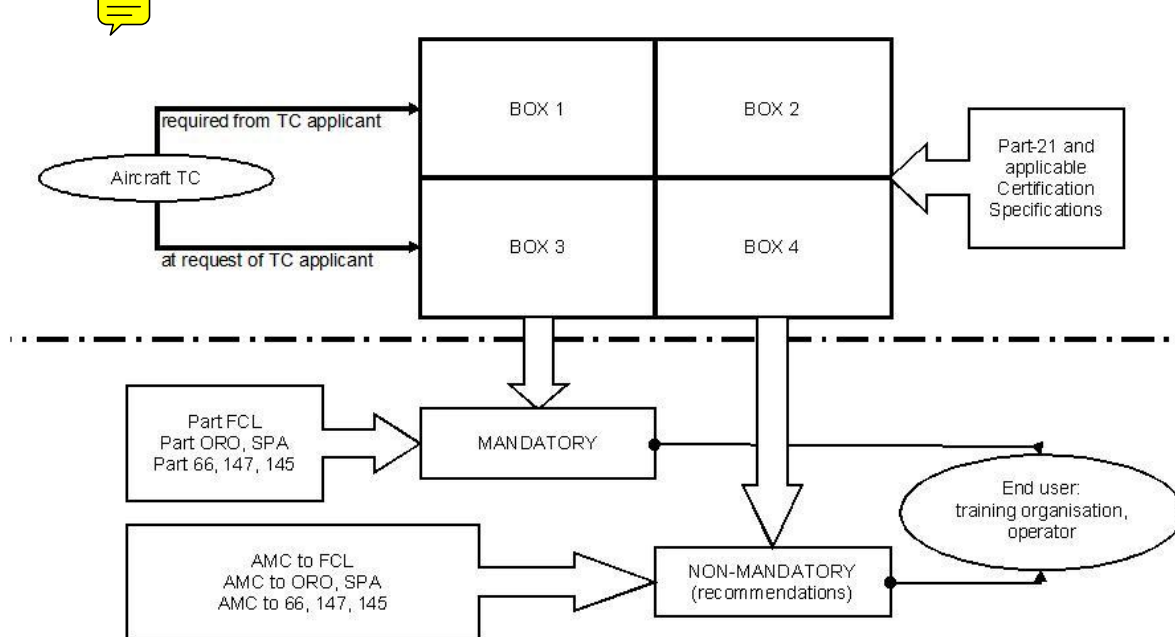 BOX 1
BOX 2
required from TC applicant
Aircraft TC
Part-21 and
applicable
Certification
Specifications
BOX 3
BOX 4
at request of TC applicant
Part FCL
Part ORO, SPA
Part 66, 147, 145
MANDATORY
End user:
training organisation,
operator
AMC to FCL
AMC to ORO, SPA
AMC to 66, 147, 145
NON-MANDATORY
(recommendations)